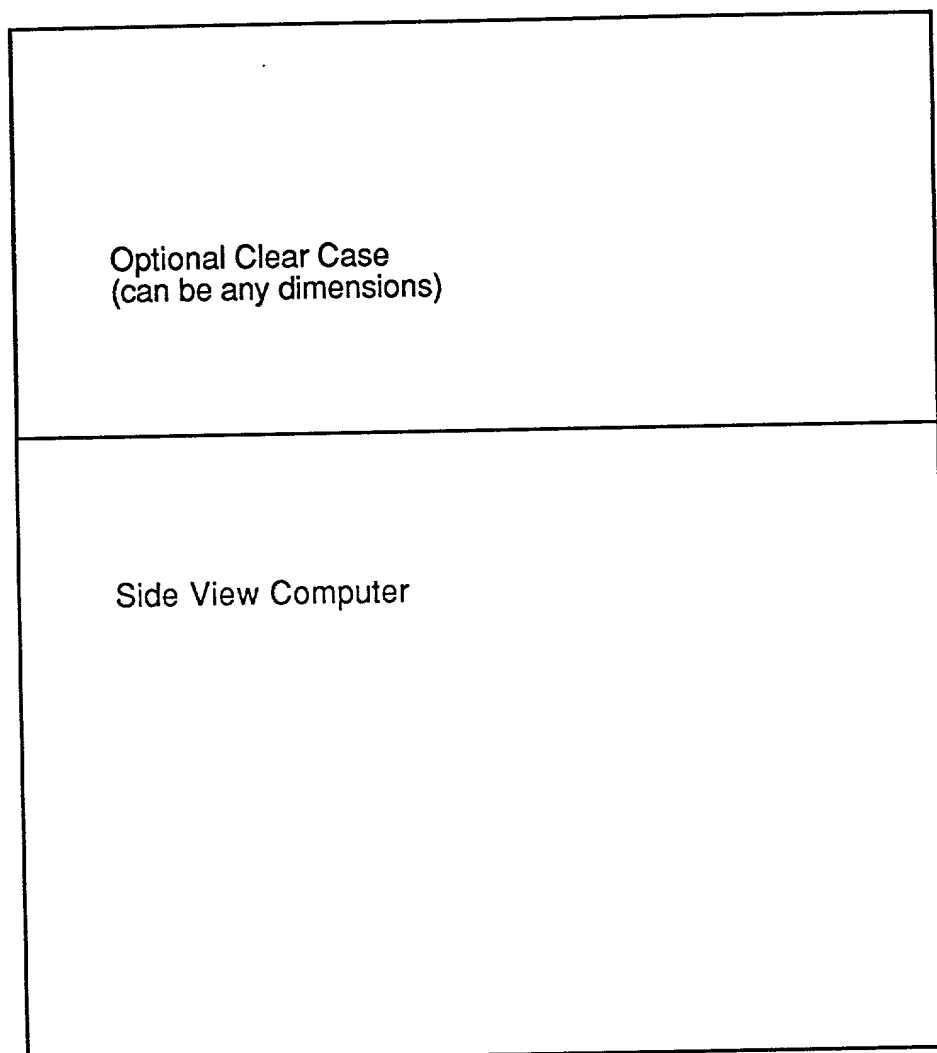 Optional Clear Case
(can be any dimensions)
Side View Computer